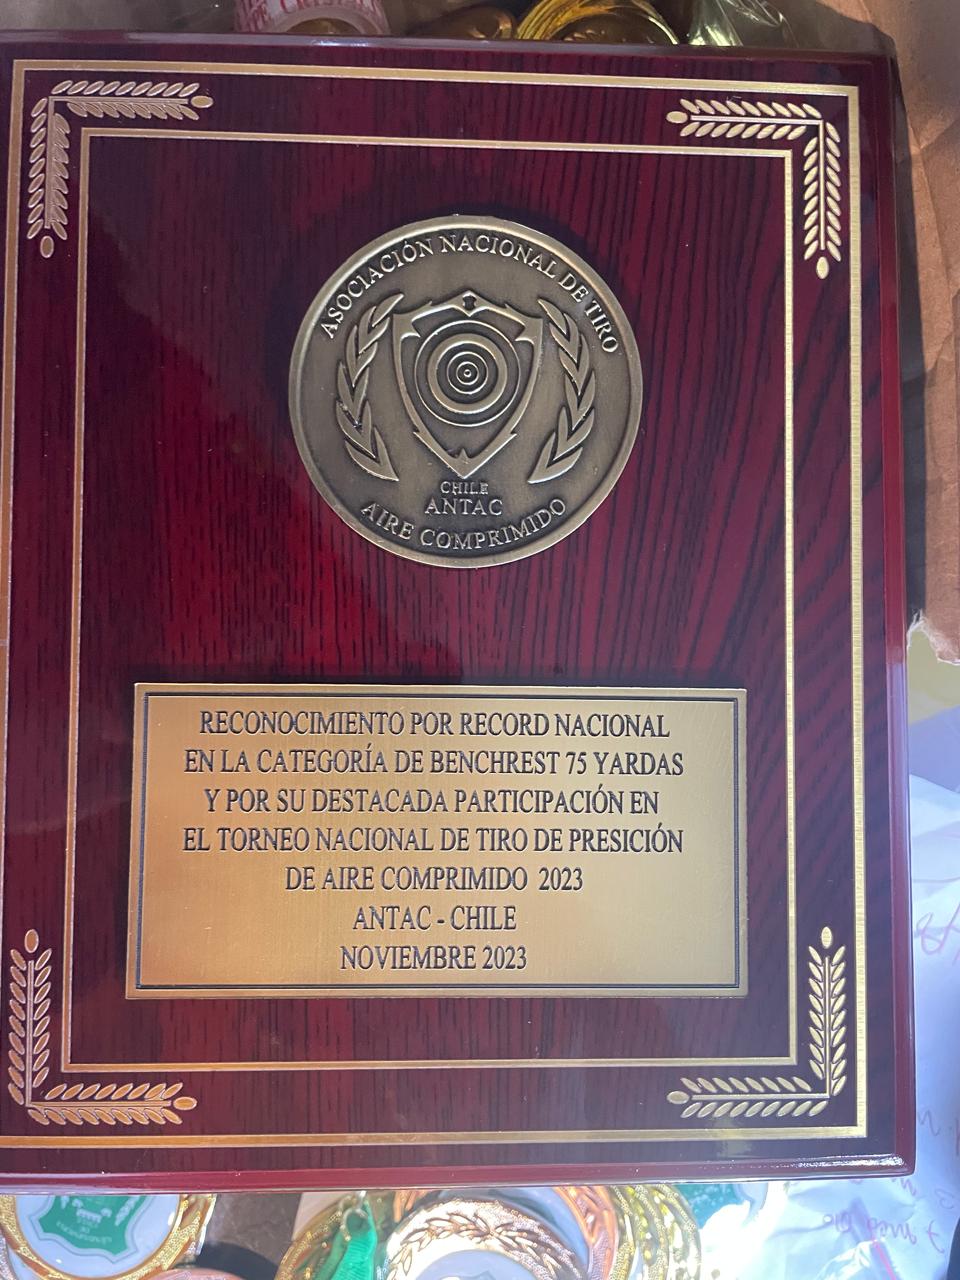 ASOCIACIÓN NACIONAL DE TIRO
CHILE
ANTAC
AIRE COMPRIMIDO
RECONOCIMIENTO POR RECORD NACIONAL
EN LA CATEGORÍA DE BENCHREST 75 YARDAS
Y POR SU DESTACADA PARTICIPACIÓN EN
EL TORNEO NACIONAL DE TIRO DE PRESICIÓN
DE AIRE COMPRIMIDO 2023
ANTAC - CHILE
NOVIEMBRE 2023